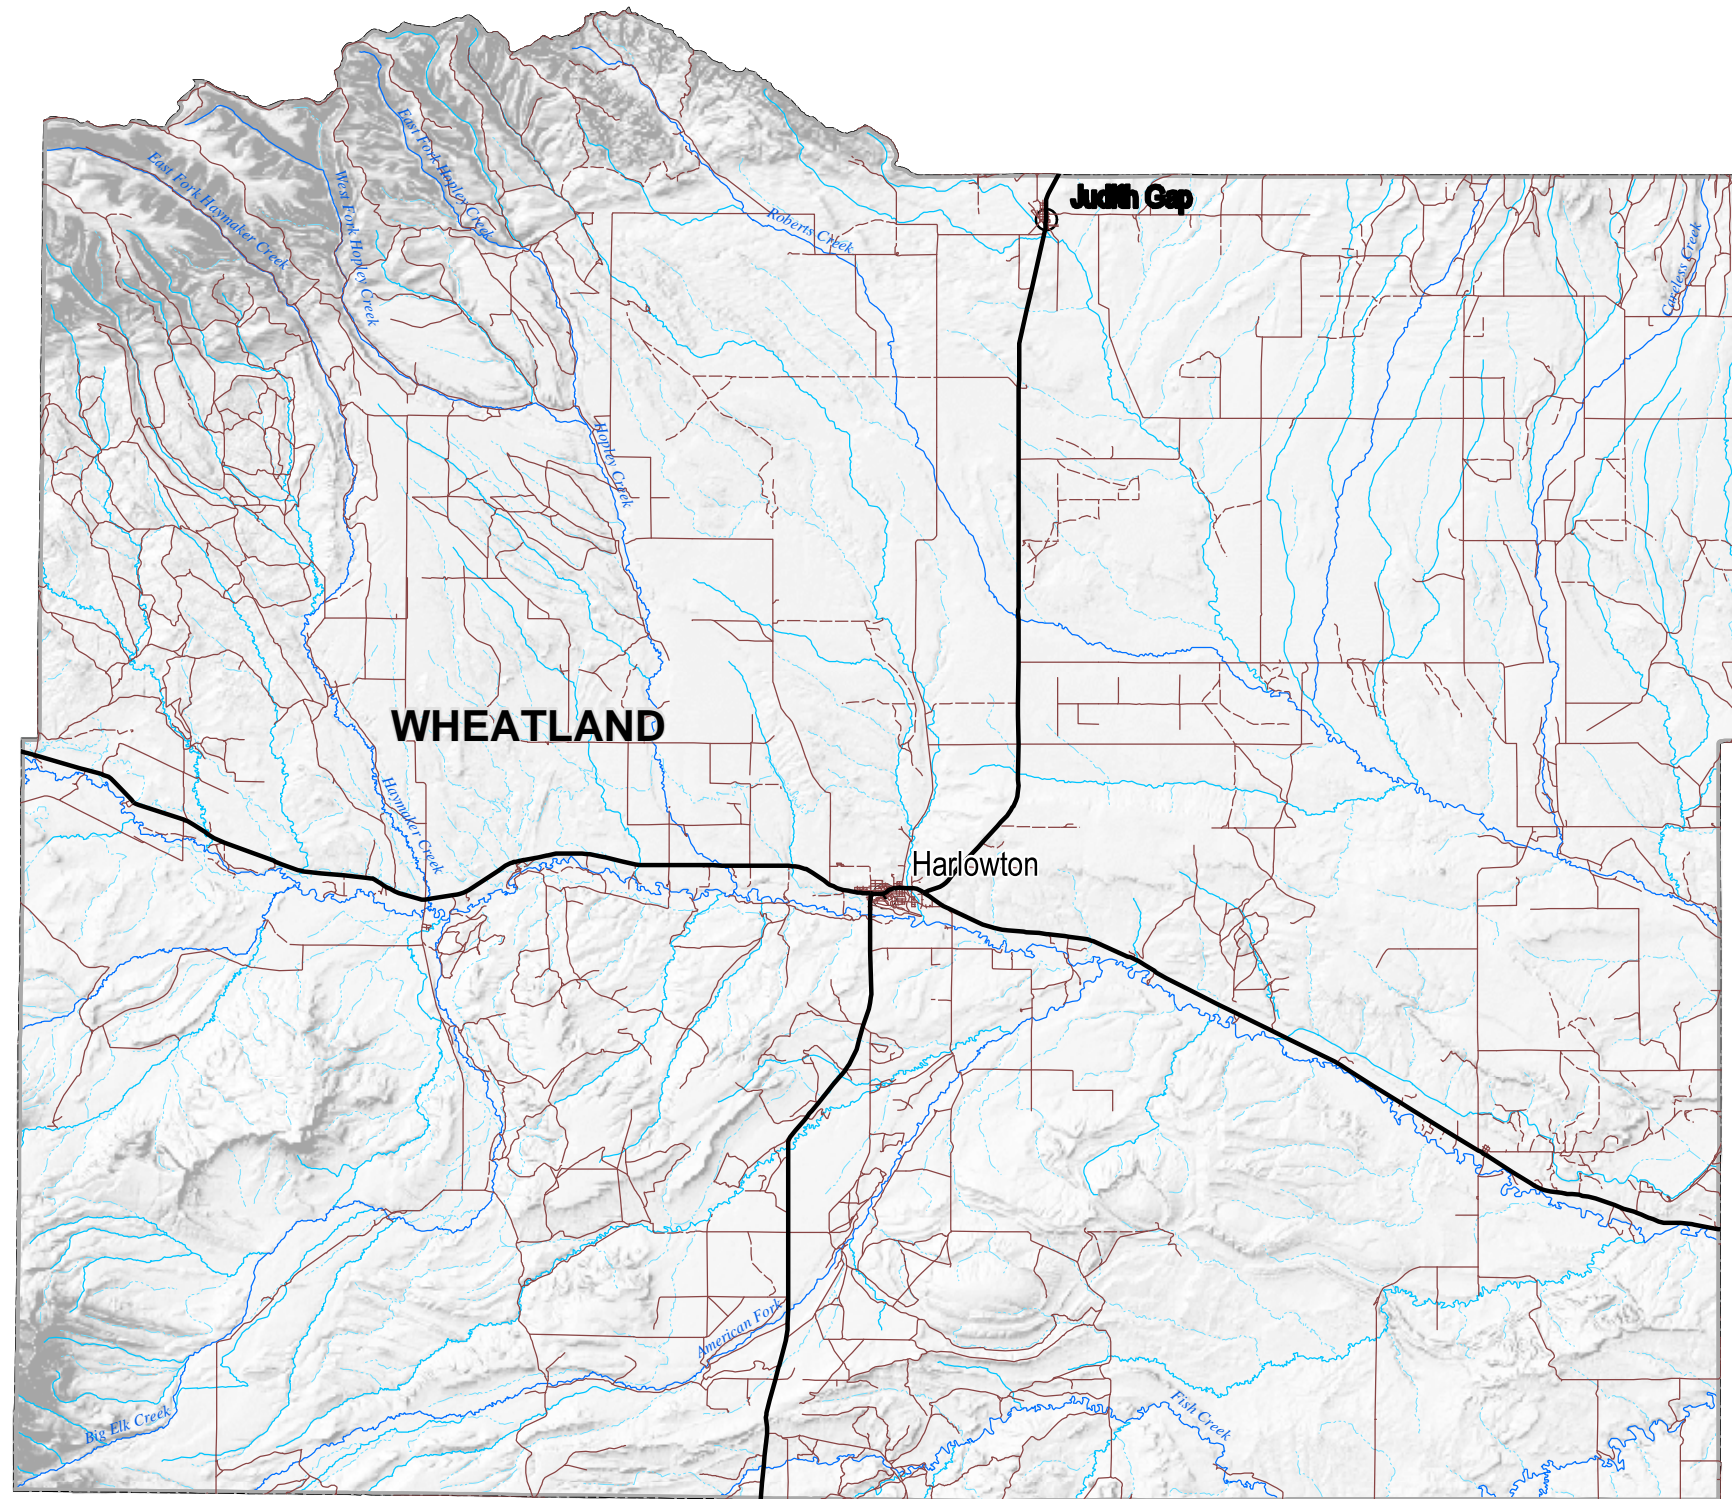 East Fork Haymaker Creek
West Fork Hopley Creek
East Fork Hopley Creek
Roberts Creek
Judith Gap
Careless Creek
Hopley Creek
WHEATLAND
Haymaker Creek
Harlowton
American Fork
Big Elk Creek
Fish Creek